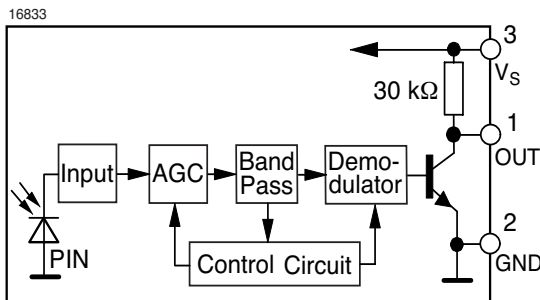 16833
3
V_S
30 kΩ
1
OUT
Input
AGC
Band
Pass
Demo-
dulator
2
GND
PIN
Control Circuit